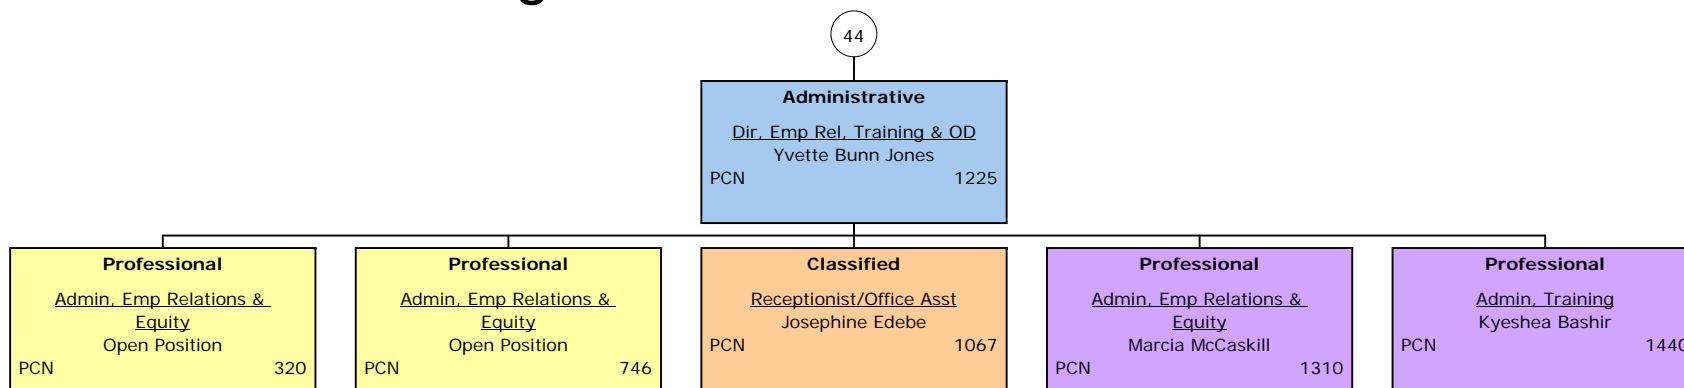 44
Administrative
Dir, Emp Rel, Training & OD
Yvette Bunn Jones
PCN 1225
Professional
Admin, Emp Relations &
Equity
Open Position
PCN 320
Professional
Admin, Emp Relations &
Equity
Open Position
PCN 746
Classified
Receptionist/Office Asst
Josephine Edebe
PCN 1067
Professional
Admin, Emp Relations &
Equity
Marcia McCaskill
PCN 1310
Professional
Admin, Training
Kyeshea Bashir
PCN 1440